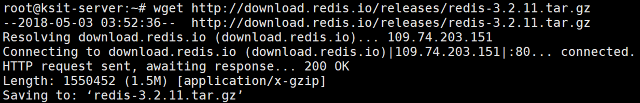 root@ksit-server:~# wget http://download.redis.io/releases/redis-3.2.11.tar.gz
--2018-05-03 03:52:36--  http://download.redis.io/releases/redis-3.2.11.tar.gz
Resolving download.redis.io (download.redis.io)... 109.74.203.151
Connecting to download.redis.io (download.redis.io)|109.74.203.151|:80... connected.
HTTP request sent, awaiting response... 200 OK
Length: 1550452 (1.5M) [application/x-gzip]
Saving to: ‘redis-3.2.11.tar.gz’